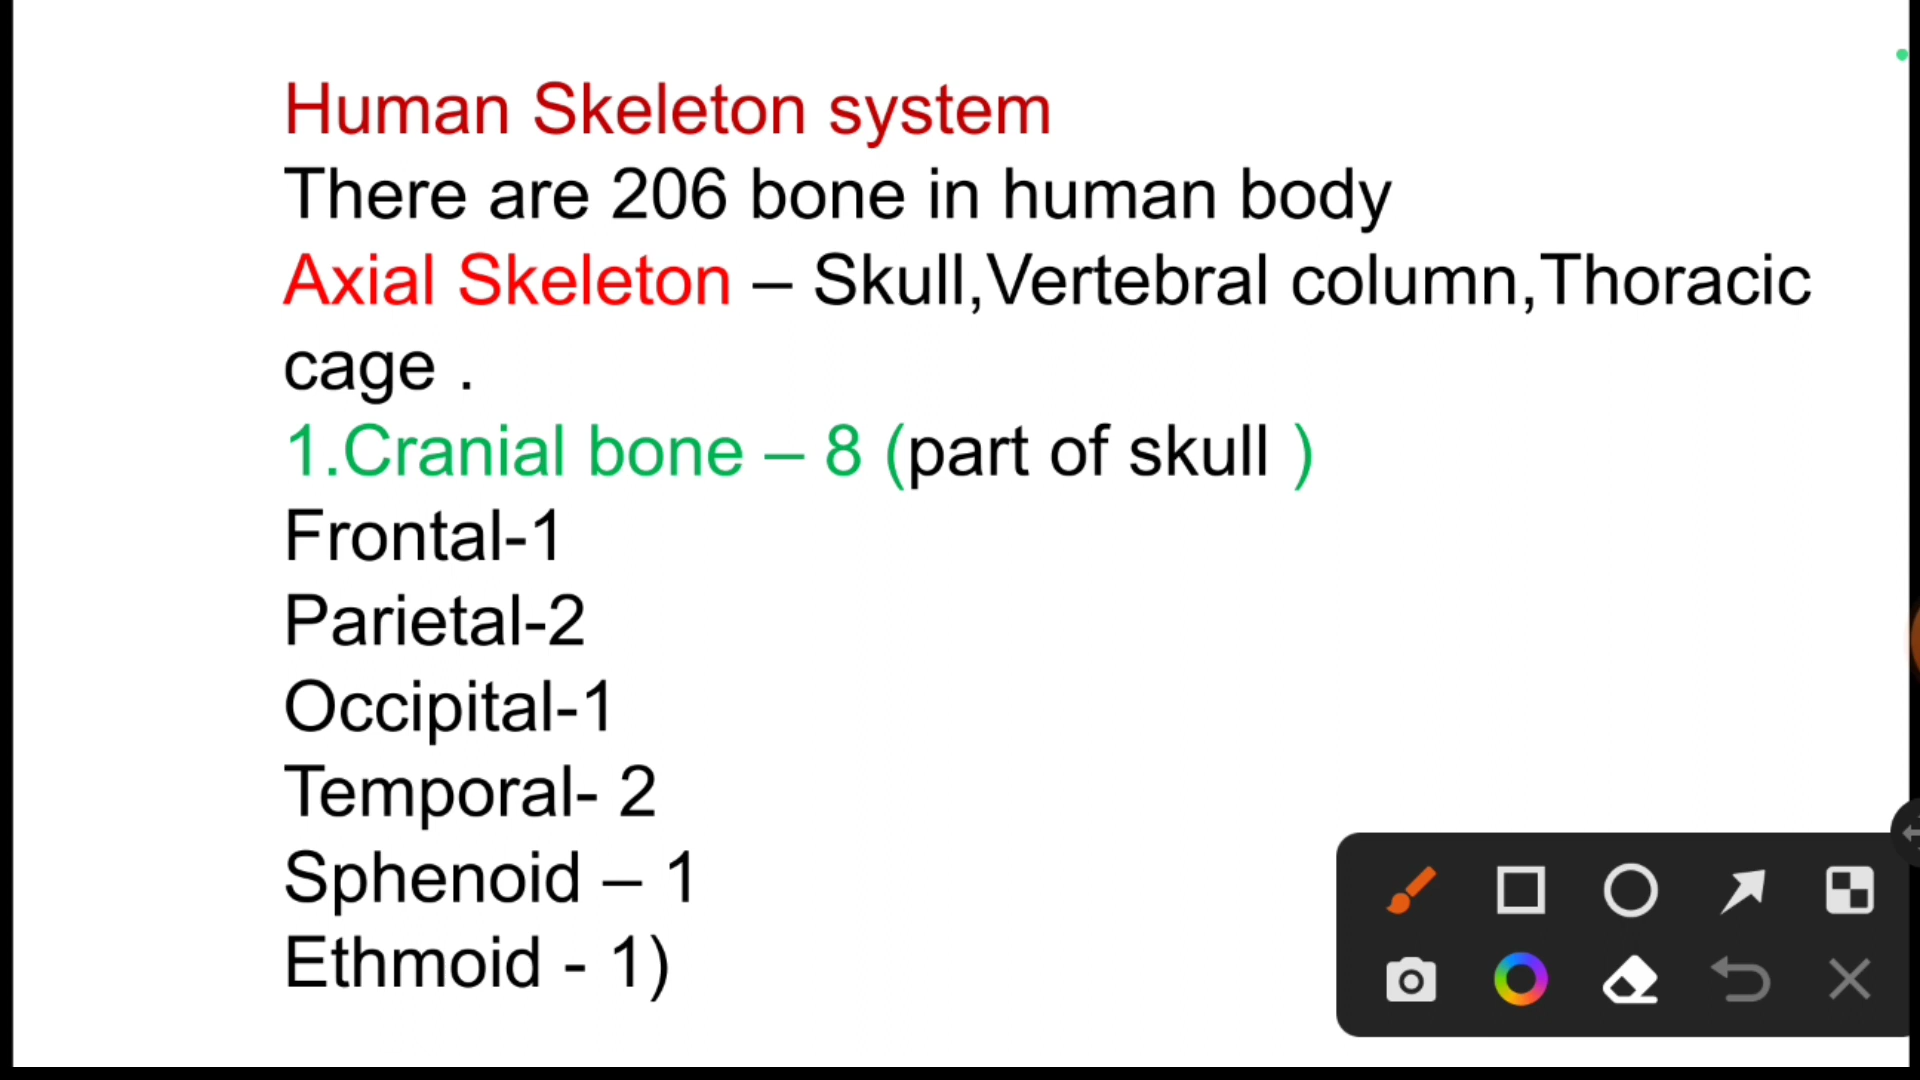 Human Skeleton system
There are 206 bone in human body
Axial Skeleton – Skull,Vertebral column,Thoracic
cage .
1.Cranial bone – 8 (part of skull )
Frontal-1
Parietal-2
Occipital-1
Temporal- 2
Sphenoid – 1
Ethmoid - 1)